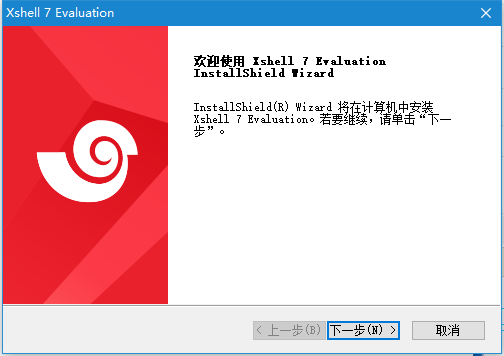 Xshell 7 Evaluation
欢迎使用 Xshell 7 Evaluation
InstallShield Wizard
InstallShield(R) Wizard 将在计算机中安装
Xshell 7 Evaluation。若要继续，请单击“下一
步”。
< 上一步(B)
下一步(N) >
取消